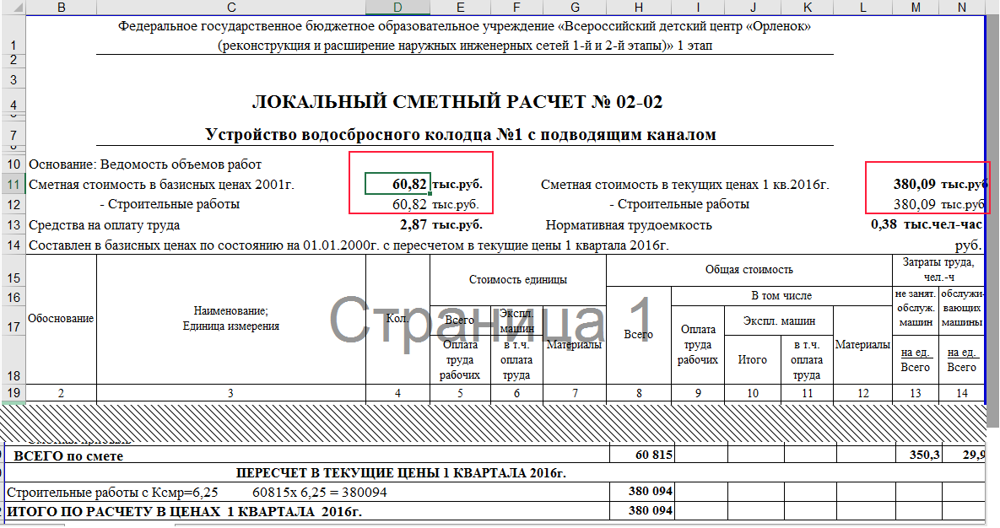 B C D E F G H I J K L M N
1 Федеральное государственное бюджетное образовательное учреждение «Всероссийский детский центр «Орленок»
(реконструкция и расширение наружных инженерных сетей 1-й и 2-й этапы)» 1 этап
2
3
4 ЛОКАЛЬНЫЙ СМЕТНЫЙ РАСЧЕТ № 02-02
7 Устройство водосбросного колодца №1 с подводящим каналом
10 Основание: Ведомость объемов работ
11 Сметная стоимость в базисных ценах 2001г. 60,82 тыс.руб. Сметная стоимость в текущих ценах 1 кв.2016г. 380,09 тыс.руб
12 - Строительные работы 60,82 тыс.руб. - Строительные работы 380,09 тыс.руб
13 Средства на оплату труда 2,87 тыс.руб. Нормативная трудоемкость 0,38 тыс.чел-час
14 Составлен в базисных ценах по состоянию на 01.01.2000г. с пересчетом в текущие цены 1 квартала 2016г. руб.
15
16
17
18
Обоснование
Наименование;
Единица измерения
Кол.
Стоимость единицы
Всего
Оплата
труда
рабочих
Экспл.
машин
в т.ч.
оплата
труда
Материалы
Общая стоимость
Всего
В том числе
Оплата
труда
рабочих
Экспл. машин
Итого
в т.ч.
оплата
труда
Материалы
Затраты труда,
чел.-ч
не занят.
обслуж.
машин
на ед.
Всего
обслужи-
вающих
машины
на ед.
Всего
Страница 1
19 2 3 4 5 6 7 8 9 10 11 12 13 14
ВСЕГО по смете 60 815 350,3 29,9
ПЕРЕСЧЕТ В ТЕКУЩИЕ ЦЕНЫ 1 КВАРТАЛА 2016г.
Строительные работы с Ксмр=6,25 60815х 6,25 = 380094 380 094
ИТОГО ПО РАСЧЕТУ В ЦЕНАХ 1 КВАРТАЛА 2016г. 380 094